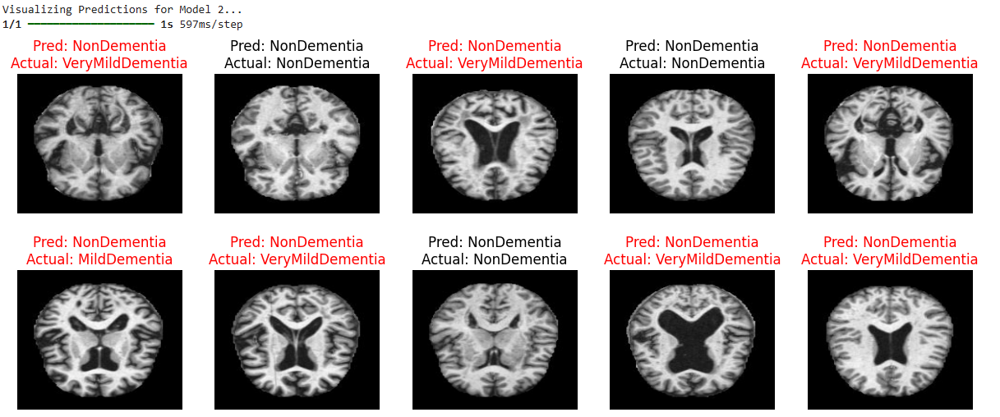 Visualizing Predictions for Model 2...
1/1 ━━━━━━━━━━━━━━━━━━━━ 1s 597ms/step
Pred: NonDementia
Actual: VeryMildDementia
Pred: NonDementia
Actual: NonDementia
Pred: NonDementia
Actual: VeryMildDementia
Pred: NonDementia
Actual: NonDementia
Pred: NonDementia
Actual: VeryMildDementia
Pred: NonDementia
Actual: MildDementia
Pred: NonDementia
Actual: VeryMildDementia
Pred: NonDementia
Actual: NonDementia
Pred: NonDementia
Actual: VeryMildDementia
Pred: NonDementia
Actual: VeryMildDementia